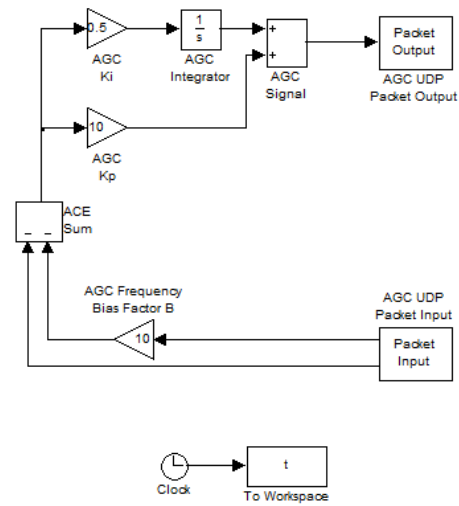 0.5
AGC
Ki
1
s
AGC
Integrator
+
+
AGC
Signal
Packet
Output
AGC UDP
Packet Output
10
AGC
Kp
ACE
Sum
_ _
AGC Frequency
Bias Factor B
10
AGC UDP
Packet Input
Packet
Input
Clock
t
To Workspace